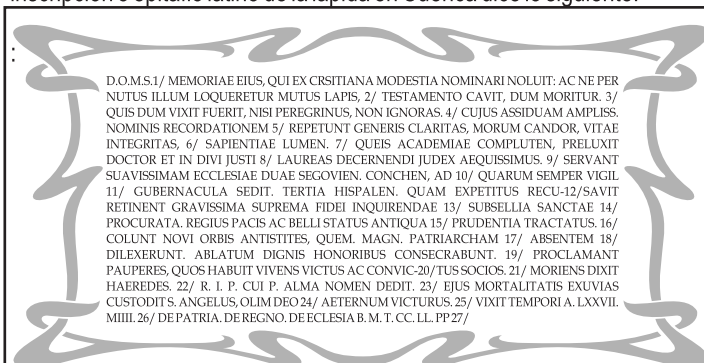 inscripción o epitafio latino de la lápida en Cuenca dice lo siguiente:
:
D.O.M.S.1/ MEMORIAE EIUS, QUI EX CRSITIANA MODESTIA NOMINARI NOLUIT: AC NE PER
NUTUS ILLUM LOQUERETUR MUTUS LAPIS, 2/ TESTAMENTO CAVIT, DUM MORITUR. 3/
QUIS DUM VIXIT FUERIT, NISI PEREGRINUS, NON IGNORAS. 4/ CUJUS ASSIDUAM AMPLISS.
NOMINIS RECORDATIONEM 5/ REPETUNT GENERIS CLARITAS, MORUM CANDOR, VITAE
INTEGRITAS, 6/ SAPIENTIAE LUMEN. 7/ QUEIS ACADEMIAE COMPLUTEN, PRELUXIT
DOCTOR ET IN DIVI JUSTI 8/ LAUREAS DECERNENDI JUDEX AEQUISSIMUS. 9/ SERVANT
SUAVISSIMAM ECCLESIAE DUAE SEGOVIEN. CONCHEN, AD 10/ QUARUM SEMPER VIGIL
11/ GUBERNACULA SEDIT. TERTIA HISPALEN. QUAM EXPETITUS RECU-12/SAVIT
RETINENT GRAVISSIMA SUPREMA FIDEI INQUIRENDAE 13/ SUBSELLIA SANCTAE 14/
PROCURATA. REGIUS PACIS AC BELLI STATUS ANTIQUA 15/ PRUDENTIA TRACTATUS. 16/
COLUNT NOVI ORBIS ANTISTITES, QUEM. MAGN. PATRIARCHAM 17/ ABSENTEM 18/
DILEXERUNT. ABLATUM DIGNIS HONORIBUS CONSECRABUNT. 19/ PROCLAMANT
PAUPERES, QUOS HABUIT VIVENS VICTUS AC CONVIC-20/TUS SOCIOS. 21/ MORIENS DIXIT
HAEREDES. 22/ R. I. P. CUI P. ALMA NOMEN DEDIT. 23/ EJUS MORTALITATIS EXUVIAS
CUSTODIT S. ANGELUS, OLIM DEO 24/ AETERNUM VICTURUS. 25/ VIXIT TEMPORI A. LXXVII.
MIIII. 26/ DE PATRIA. DE REGNO. DE ECLESIA B. M. T. CC. LL. PP 27/